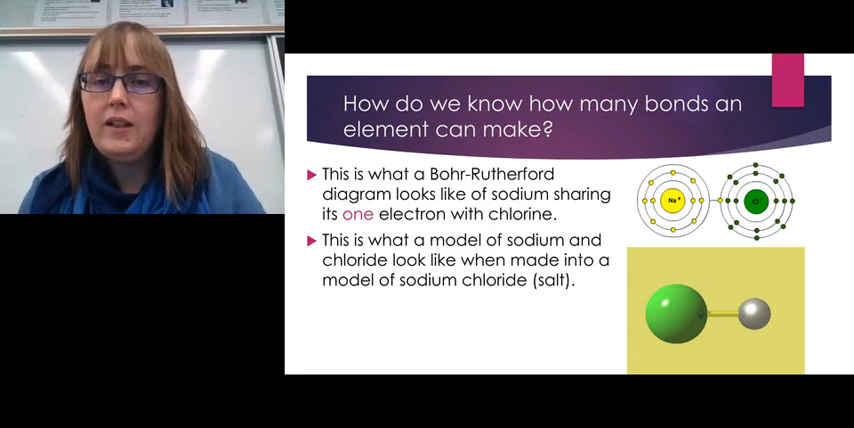 How do we know how many bonds an
element can make?
This is what a Bohr-Rutherford
diagram looks like of sodium sharing
its one electron with chlorine.
This is what a model of sodium and
chloride look like when made into a
model of sodium chloride (salt).
Na+
Cl-